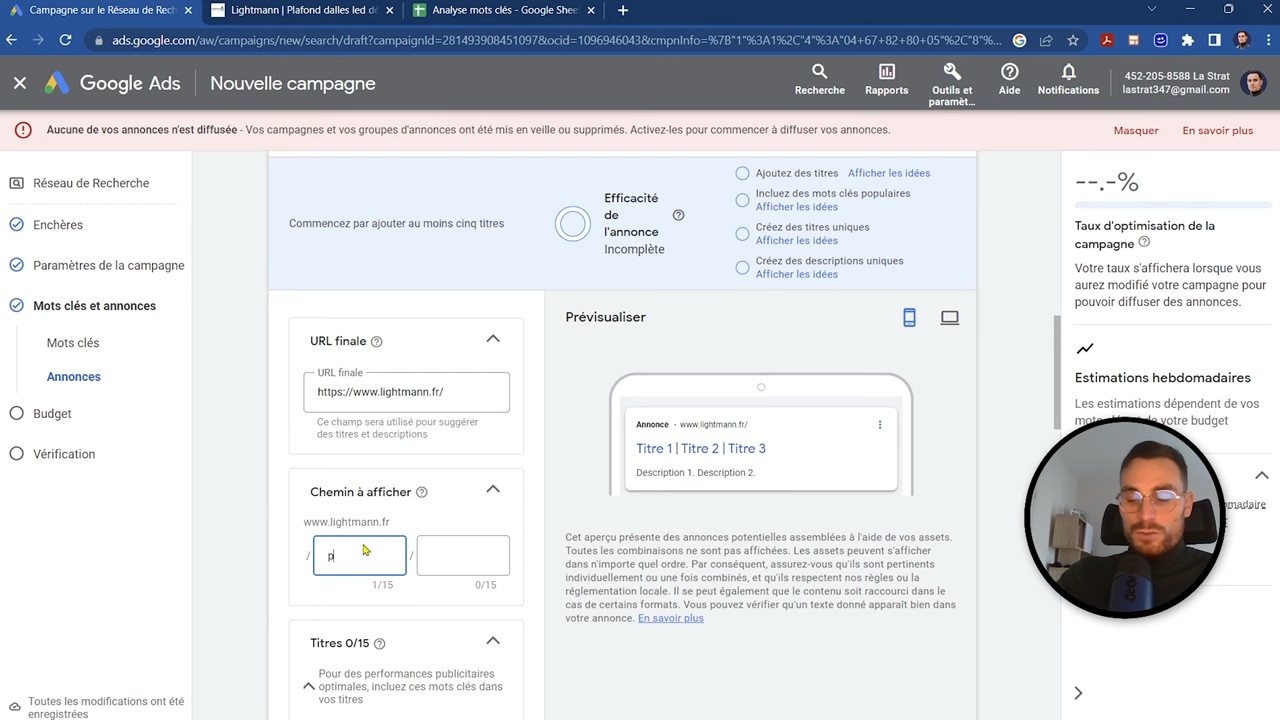 Campagne sur le Réseau de Rec
Lightmann | Plafond dalles led de
Analyse mots clés - Google Shee
ads.google.com/aw/campaigns/new/search/draft?campaignId=281493908451097&ocid=1096946043&cmpnInfo=%7B"1"%3A1%2C"4"%3A"04+67+82+80+05"%2C"8"%...
Google Ads
Nouvelle campagne
Recherche
Rapports
Outils et
paramèt...
Aide
Notifications
452-205-8588 La Strat
lastrat347@gmail.com
Aucune de vos annonces n'est diffusée - Vos campagnes et vos groupes d'annonces ont été mis en veille ou supprimés. Activez-les pour commencer à diffuser vos annonces.
Masquer
En savoir plus
Réseau de Recherche
Enchères
Paramètres de la campagne
Mots clés et annonces
Mots clés
Annonces
Budget
Vérification
Toutes les modifications ont été
enregistrées
Commencez par ajouter au moins cinq titres
Efficacité
de
l'annonce
Incomplète
Ajoutez des titres Afficher les idées
Incluez des mots clés populaires
Afficher les idées
Créez des titres uniques
Afficher les idées
Créez des descriptions uniques
Afficher les idées
URL finale
URL finale
https://www.lightmann.fr/
Ce champ sera utilisé pour suggérer
des titres et descriptions
Chemin à afficher
www.lightmann.fr
/ p /
1/15 0/15
Titres 0/15
Pour des performances publicitaires
optimales, incluez ces mots clés dans
vos titres
Prévisualiser
Annonce · www.lightmann.fr/
Titre 1 | Titre 2 | Titre 3
Description 1. Description 2.
Cet aperçu présente des annonces potentielles assemblées à l'aide de vos assets.
Toutes les combinaisons ne sont pas affichées. Les assets peuvent s'afficher
dans n'importe quel ordre. Par conséquent, assurez-vous qu'ils sont pertinents
individuellement ou une fois combinés, et qu'ils respectent nos règles ou la
réglementation locale. Il se peut également que le contenu soit raccourci dans de
cas de certains formats. Vous pouvez vérifier qu'un texte donné apparaît bien dans
votre annonce. En savoir plus
--.-%
Taux d'optimisation de la
campagne
Votre taux s'affichera lorsque vous
aurez modifié votre campagne pour
pouvoir diffuser des annonces.
Estimations hebdomadaires
Les estimations dépendent de vos
mots
votre budget